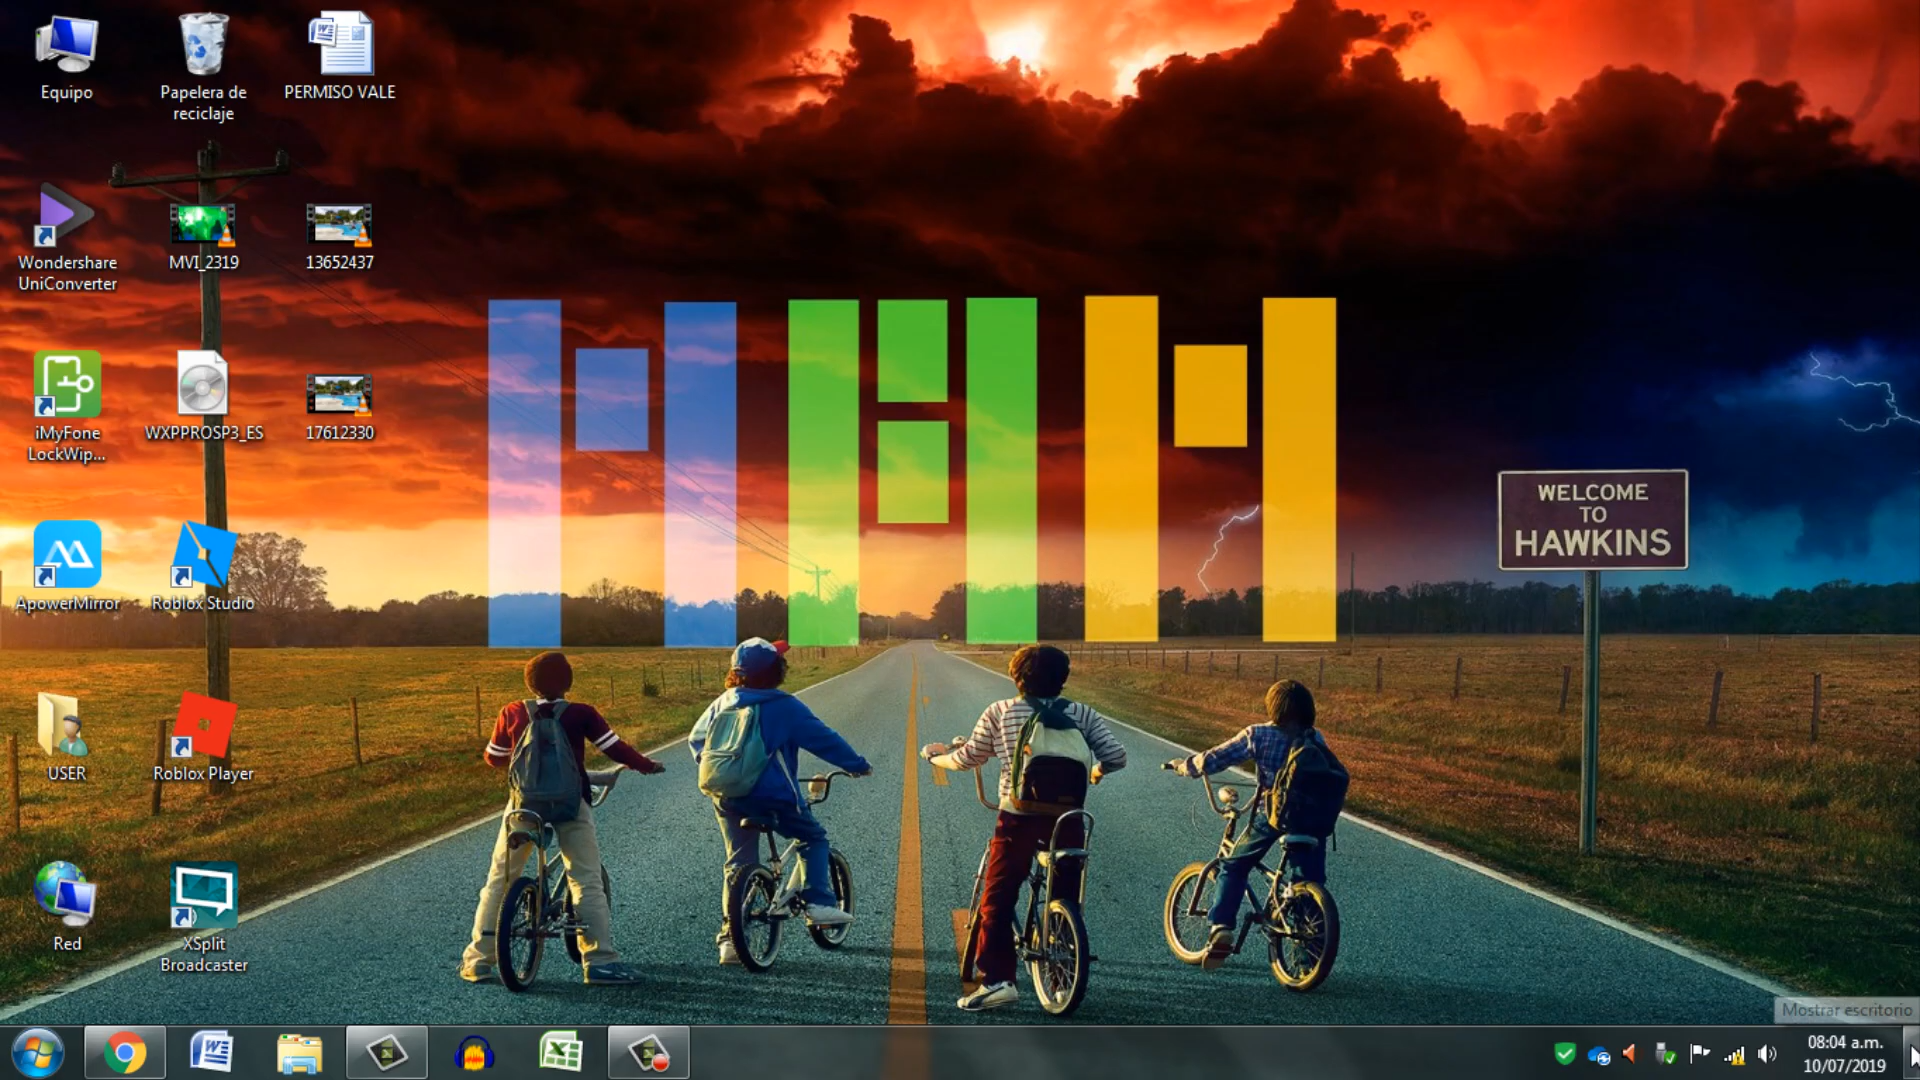 Equipo
Papelera de
reciclaje
PERMISO VALE
Wondershare
UniConverter
MVI_2319
13652437
iMyFone
LockWip...
WXPPROSP3_ES
17612330
ApowerMirror
Roblox Studio
WELCOME
TO
HAWKINS
USER
Roblox Player
Red
XSplit
Broadcaster
Mostrar escritorio
08:04 a.m.
10/07/2019